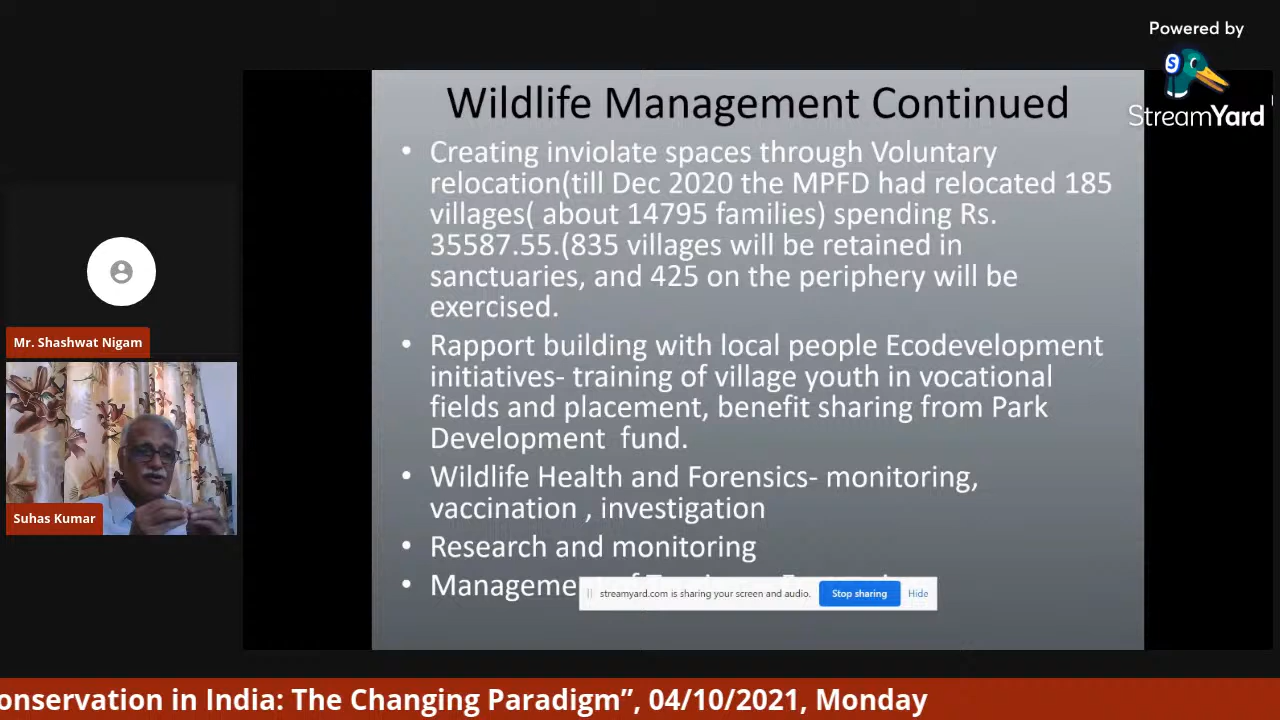 Powered by
StreamYard
Wildlife Management Continued
• Creating inviolate spaces through Voluntary
relocation(till Dec 2020 the MPFD had relocated 185
villages( about 14795 families) spending Rs.
35587.55.(835 villages will be retained in
sanctuaries, and 425 on the periphery will be
exercised.
• Rapport building with local people Ecodevelopment
initiatives- training of village youth in vocational
fields and placement, benefit sharing from Park
Development fund.
• Wildlife Health and Forensics- monitoring,
vaccination , investigation
• Research and monitoring
• Manageme
streamyard.com is sharing your screen and audio. Stop sharing Hide
Mr. Shashwat Nigam
Suhas Kumar
onservation in India: The Changing Paradigm”, 04/10/2021, Monday